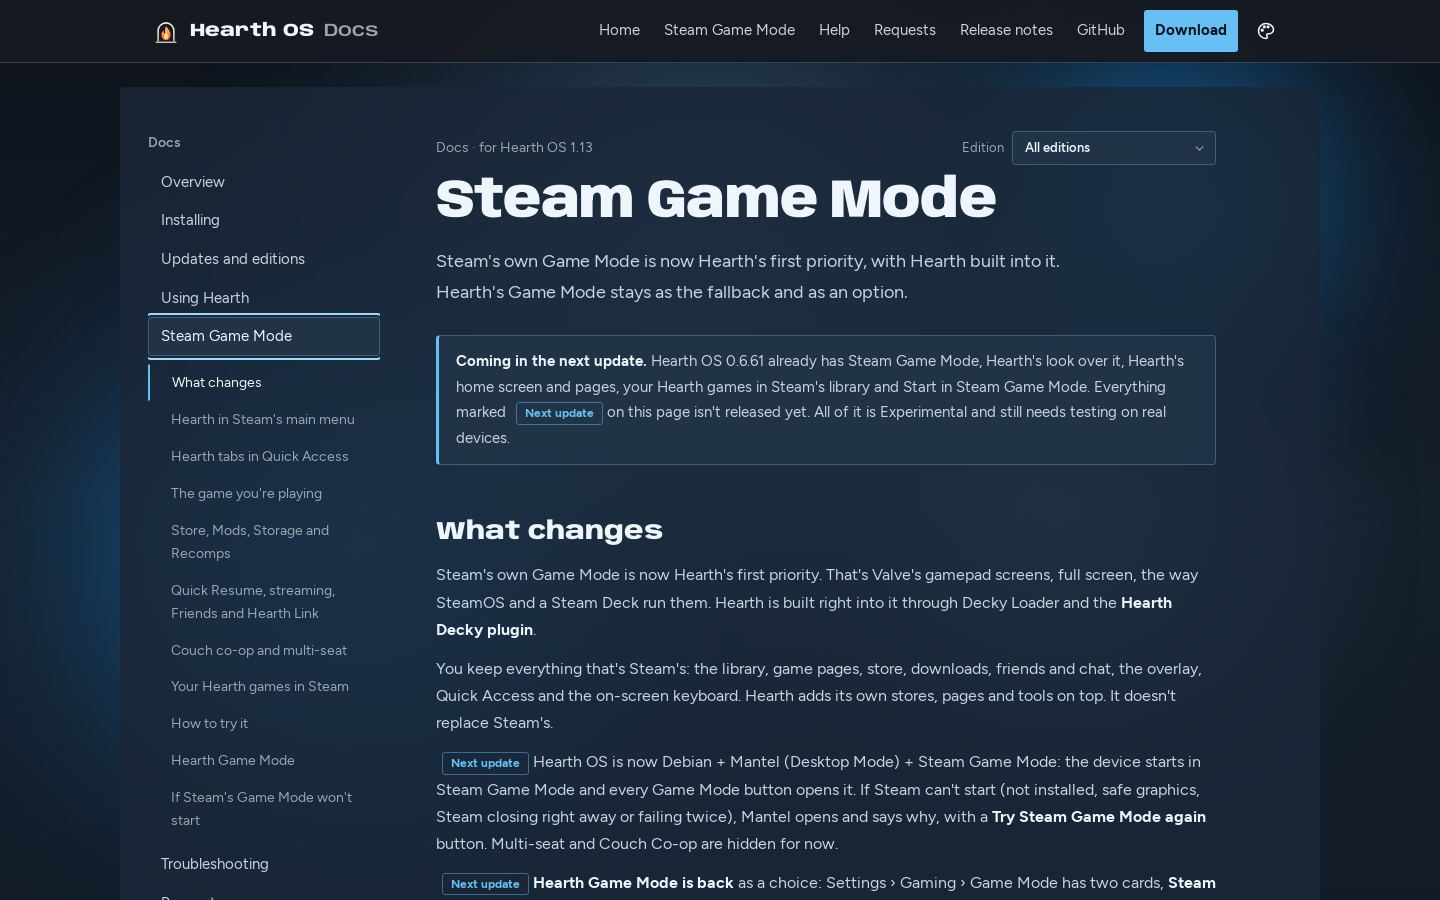 Hearth OS Docs
Home
Steam Game Mode
Help
Requests
Release notes
GitHub
Download
Docs
Overview
Installing
Updates and editions
Using Hearth
Steam Game Mode
What changes
Hearth in Steam's main menu
Hearth tabs in Quick Access
The game you're playing
Store, Mods, Storage and
Recomps
Quick Resume, streaming,
Friends and Hearth Link
Couch co-op and multi-seat
Your Hearth games in Steam
How to try it
Hearth Game Mode
If Steam's Game Mode won't
start
Troubleshooting
Docs · for Hearth OS 1.13
Edition
All editions
Steam Game Mode
Steam's own Game Mode is now Hearth's first priority, with Hearth built into it.
Hearth's Game Mode stays as the fallback and as an option.
Coming in the next update. Hearth OS 0.6.61 already has Steam Game Mode, Hearth's look over it, Hearth's
home screen and pages, your Hearth games in Steam's library and Start in Steam Game Mode. Everything
marked Next update on this page isn't released yet. All of it is Experimental and still needs testing on real
devices.
What changes
Steam's own Game Mode is now Hearth's first priority. That's Valve's gamepad screens, full screen, the way
SteamOS and a Steam Deck run them. Hearth is built right into it through Decky Loader and the Hearth
Decky plugin.
You keep everything that's Steam's: the library, game pages, store, downloads, friends and chat, the overlay,
Quick Access and the on-screen keyboard. Hearth adds its own stores, pages and tools on top. It doesn't
replace Steam's.
Next update Hearth OS is now Debian + Mantel (Desktop Mode) + Steam Game Mode: the device starts in
Steam Game Mode and every Game Mode button opens it. If Steam can't start (not installed, safe graphics,
Steam closing right away or failing twice), Mantel opens and says why, with a Try Steam Game Mode again
button. Multi-seat and Couch Co-op are hidden for now.
Next update Hearth Game Mode is back as a choice: Settings › Gaming › Game Mode has two cards, Steam